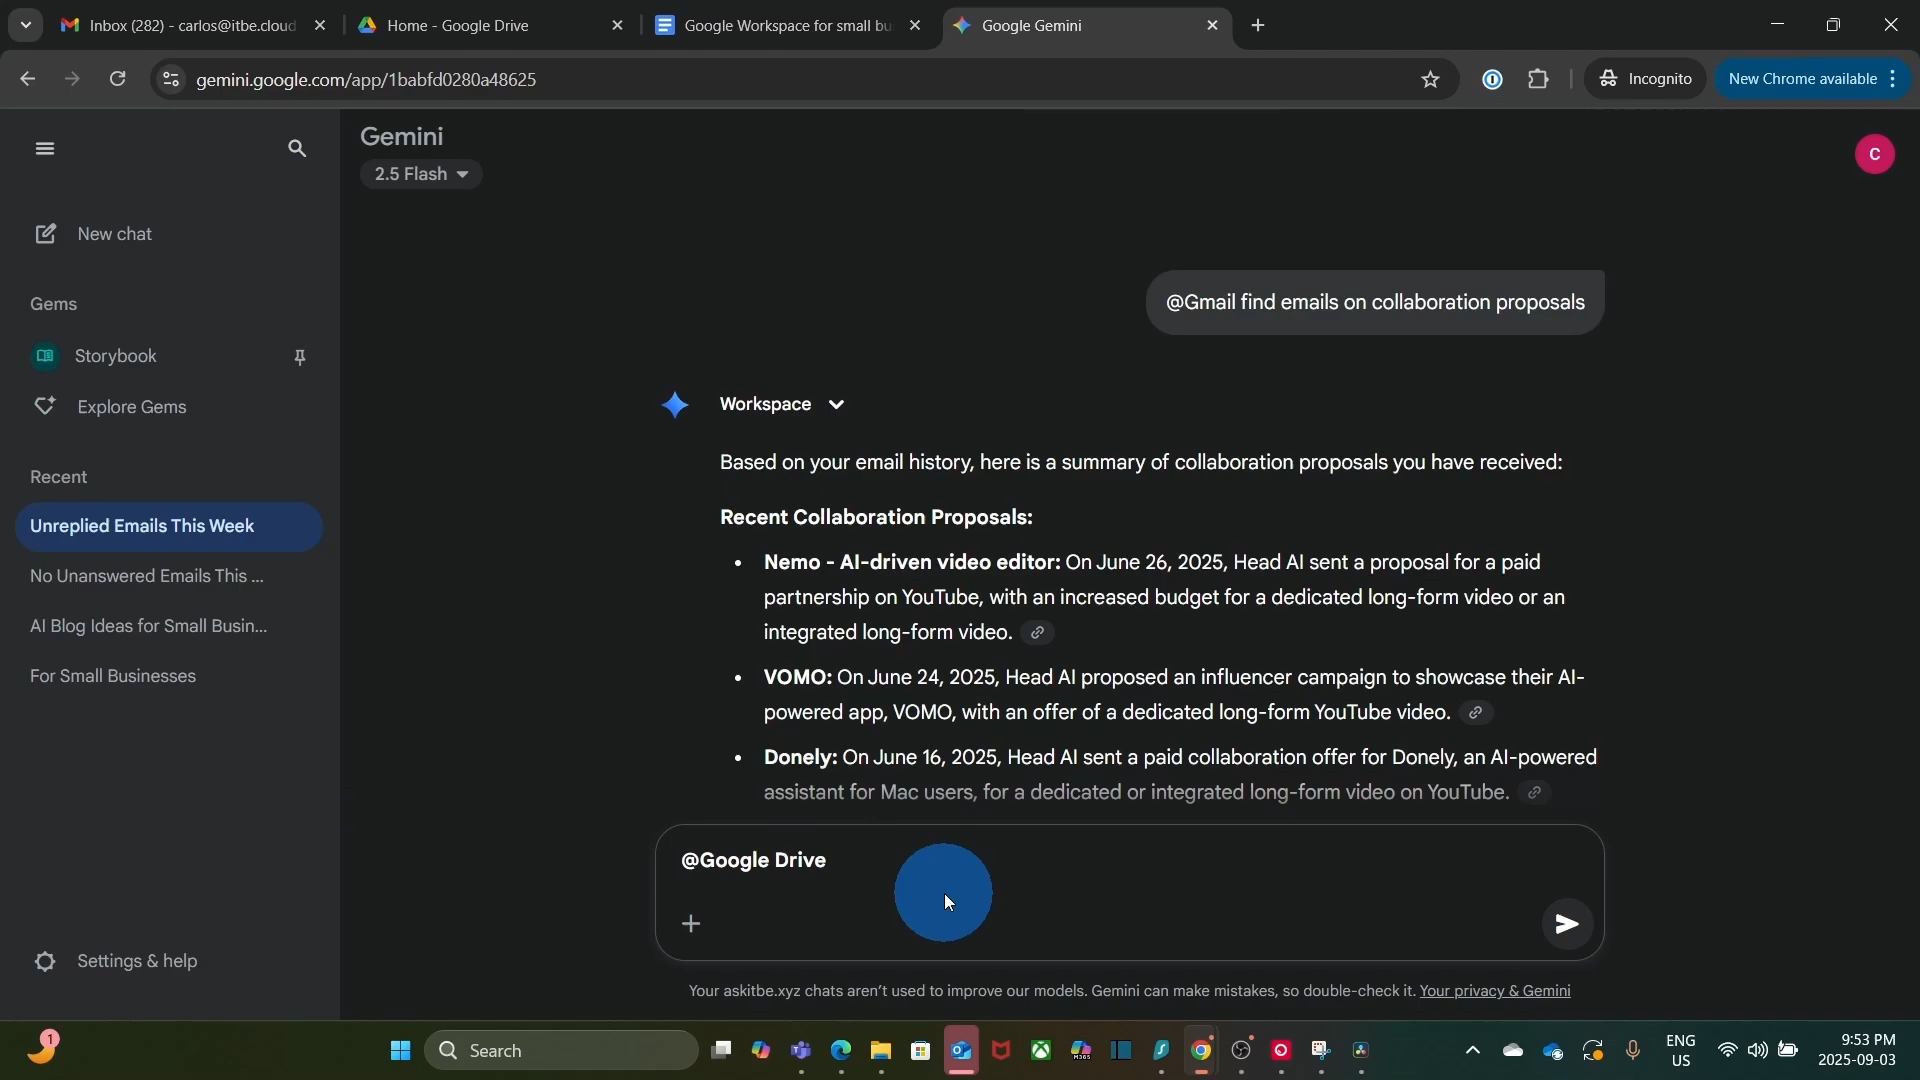 Inbox (282) - carlos@itbe.cloud
Home - Google Drive
Google Workspace for small bu
Google Gemini
gemini.google.com/app/1babfd0280a48625
Incognito
New Chrome available
Gemini
2.5 Flash
C
New chat
Gems
Storybook
Explore Gems
Recent
Unreplied Emails This Week
No Unanswered Emails This ...
AI Blog Ideas for Small Busin...
For Small Businesses
Settings & help
@Gmail find emails on collaboration proposals
Workspace
Based on your email history, here is a summary of collaboration proposals you have received:
Recent Collaboration Proposals:
• Nemo - AI-driven video editor: On June 26, 2025, Head AI sent a proposal for a paid
partnership on YouTube, with an increased budget for a dedicated long-form video or an
integrated long-form video.
• VOMO: On June 24, 2025, Head AI proposed an influencer campaign to showcase their AI-
powered app, VOMO, with an offer of a dedicated long-form YouTube video.
• Donely: On June 16, 2025, Head AI sent a paid collaboration offer for Donely, an AI-powered
assistant for Mac users, for a dedicated or integrated long-form video on YouTube.
@Google Drive
Your askitbe.xyz chats aren't used to improve our models. Gemini can make mistakes, so double-check it. Your privacy & Gemini
1
Search
M365
ENG
US
9:53 PM
2025-09-03